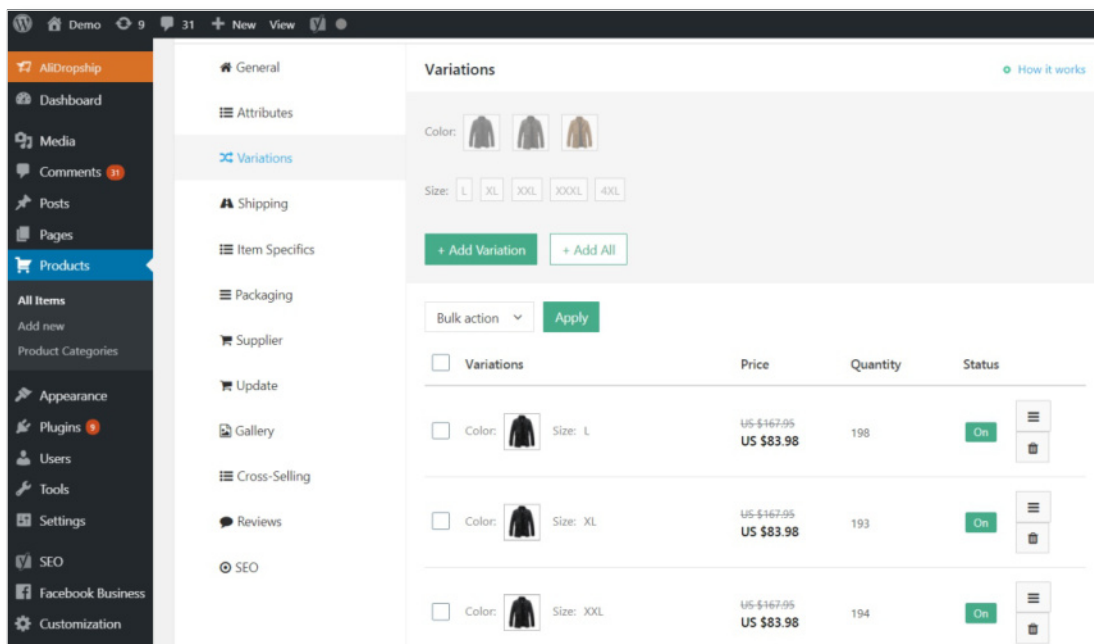 Demo 9 31 + New View
AliDropship
Dashboard
Media
Comments 31
Posts
Pages
Products
All Items
Add new
Product Categories
Appearance
Plugins 9
Users
Tools
Settings
SEO
Facebook Business
Customization
General
Attributes
Variations
Shipping
Item Specifics
Packaging
Supplier
Update
Gallery
Cross-Selling
Reviews
SEO
Variations How it works
Color:
Size: L XL XXL XXXL 4XL
+ Add Variation + Add All
Bulk action Apply
Variations Price Quantity Status
Color: Size: L US $167.95 US $83.98 198 On
Color: Size: XL US $167.95 US $83.98 193 On
Color: Size: XXL US $167.95 US $83.98 194 On